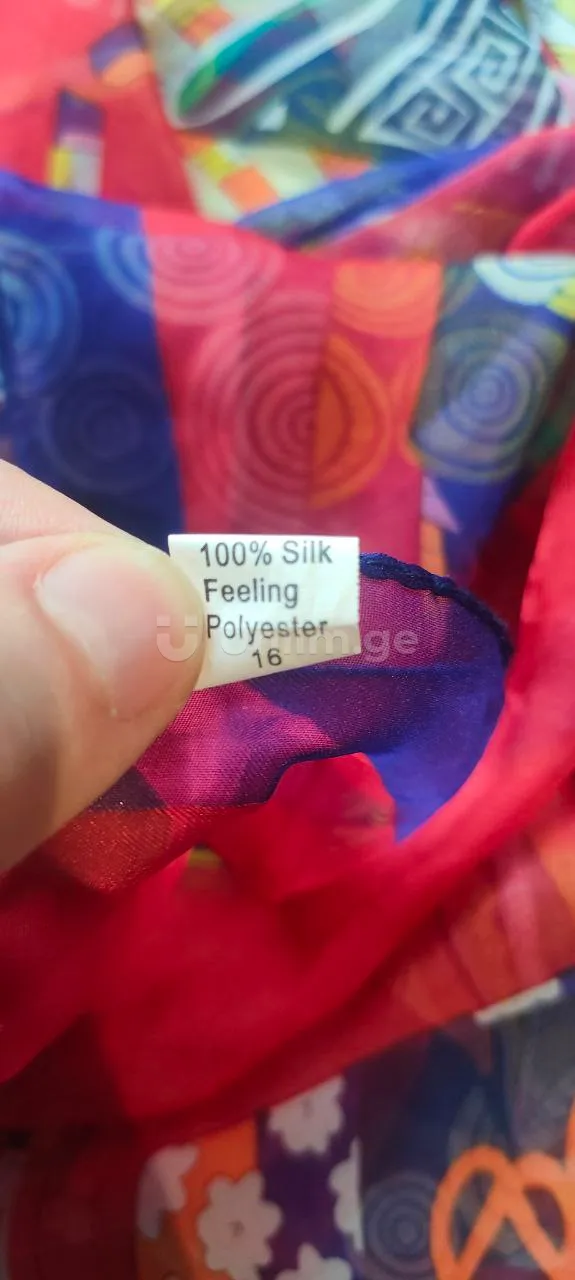 100% Silk
Feeling
Polyester
16